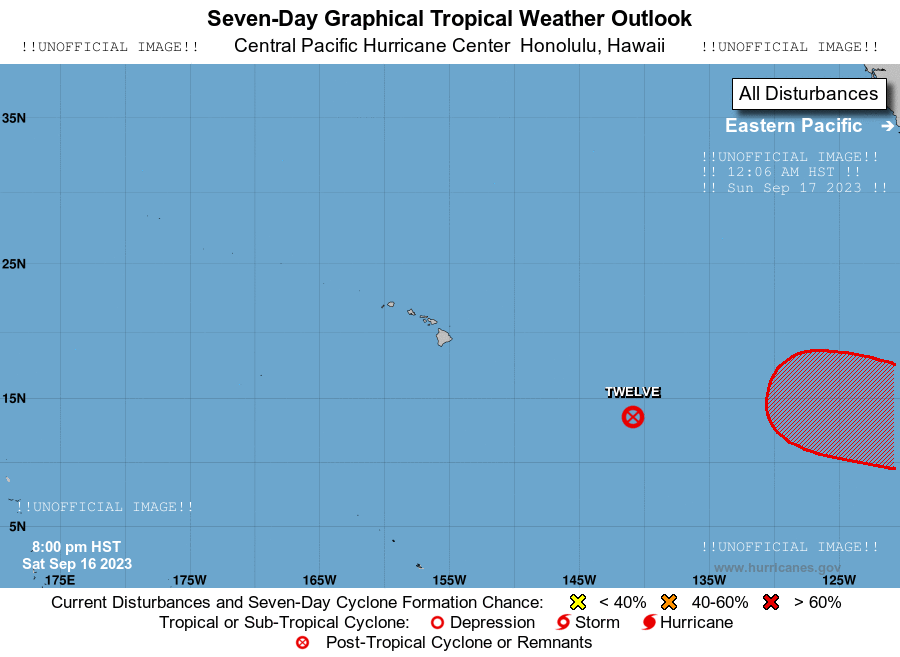 Seven-Day Graphical Tropical Weather Outlook
!!UNOFFICIAL IMAGE!! Central Pacific Hurricane Center Honolulu, Hawaii !!UNOFFICIAL IMAGE!!
All Disturbances
35N
Eastern Pacific
!!UNOFFICIAL IMAGE!!
!! 12:06 AM HST !!
!! Sun Sep 17 2023 !!
25N
TWELVE
15N
!!UNOFFICIAL IMAGE!!
5N
8:00 pm HST
!!UNOFFICIAL IMAGE!!
Sat Sep 16 2023
www.hurricanes.gov
175E 175W 165W 155W 145W 135W 125W
Current Disturbances and Seven-Day Cyclone Formation Chance: < 40% 40-60% > 60%
Tropical or Sub-Tropical Cyclone: Depression Storm Hurricane
Post-Tropical Cyclone or Remnants